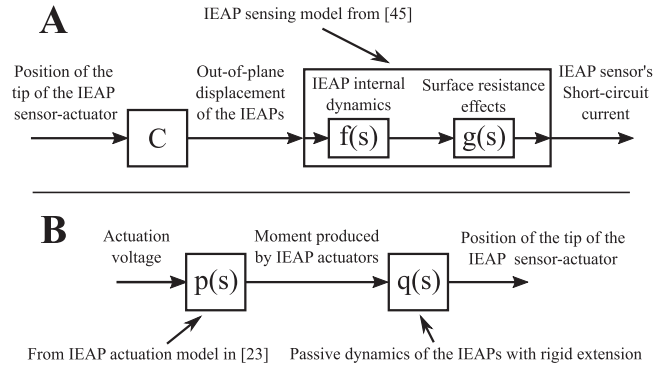 A
IEAP sensing model from [45]
Position of the
tip of the IEAP
sensor-actuator
Out-of-plane
displacement
of the IEAPs
IEAP internal
dynamics
Surface resistance
effects
IEAP sensor's
Short-circuit
current
C
f(s)
g(s)
B
Actuation
voltage
Moment produced
by IEAP actuators
Position of the tip of the
IEAP sensor-actuator
p(s)
q(s)
From IEAP actuation model in [23]
Passive dynamics of the IEAPs with rigid extension